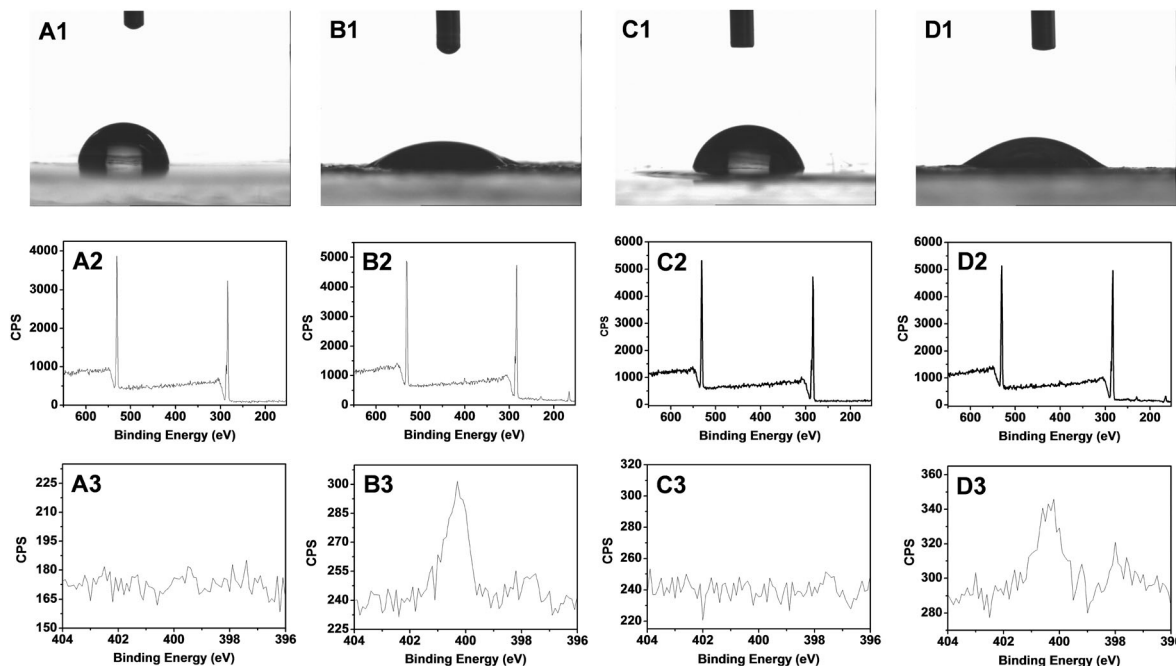 A1 B1 C1 D1
A2
CPS
4000
3000
2000
1000
0
600 500 400 300 200
Binding Energy (eV)
B2
CPS
5000
4000
3000
2000
1000
0
600 500 400 300 200
Binding Energy (eV)
C2
CPS
6000
5000
4000
3000
2000
1000
0
600 500 400 300 200
Binding Energy (eV)
D2
CPS
6000
5000
4000
3000
2000
1000
0
600 500 400 300 200
Binding Energy (eV)
A3
CPS
225
210
195
180
165
150
404 402 400 398 396
Binding Energy (eV)
B3
CPS
300
285
270
255
240
225
404 402 400 398 396
Binding Energy (eV)
C3
CPS
320
300
280
260
240
220
404 402 400 398 396
Binding Energy (eV)
D3
CPS
360
340
320
300
280
404 402 400 398 396
Binding Energy (eV)